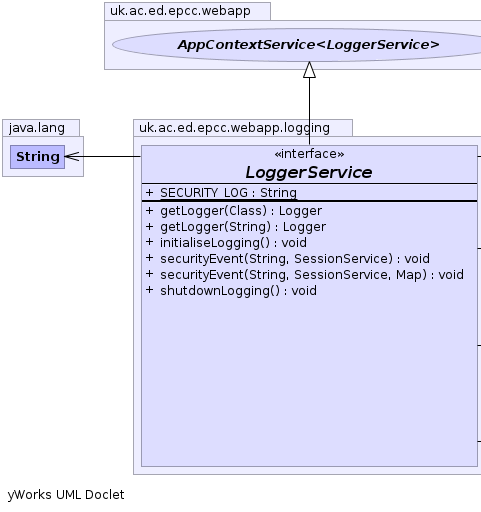 uk.ac.ed.epcc.webapp
AppContextService<LoggerService>
java.lang
String
uk.ac.ed.epcc.webapp.logging
«interface»
LoggerService
+ SECURITY_LOG : String
+ getLogger(Class) : Logger
+ getLogger(String) : Logger
+ initialiseLogging() : void
+ securityEvent(String, SessionService) : void
+ securityEvent(String, SessionService, Map) : void
+ shutdownLogging() : void
yWorks UML Doclet